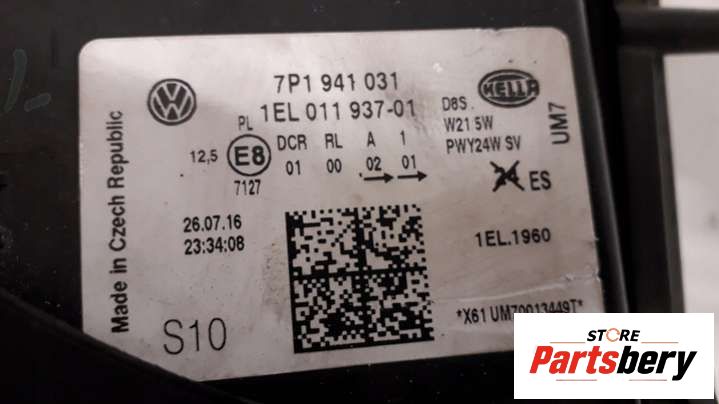 7P1 941 031
1EL 011 937-01
HELLA
D8S
W21 5W
PWY24W SV
UM7
PL
DCR RL A 1
12,5 E8 01 00 02 01
7127
24 ES
Made in Czech Republic
26.07.16
23:34:08
1EL.1960
S10
*X61 UM70013449T*
STORE
Partsbery